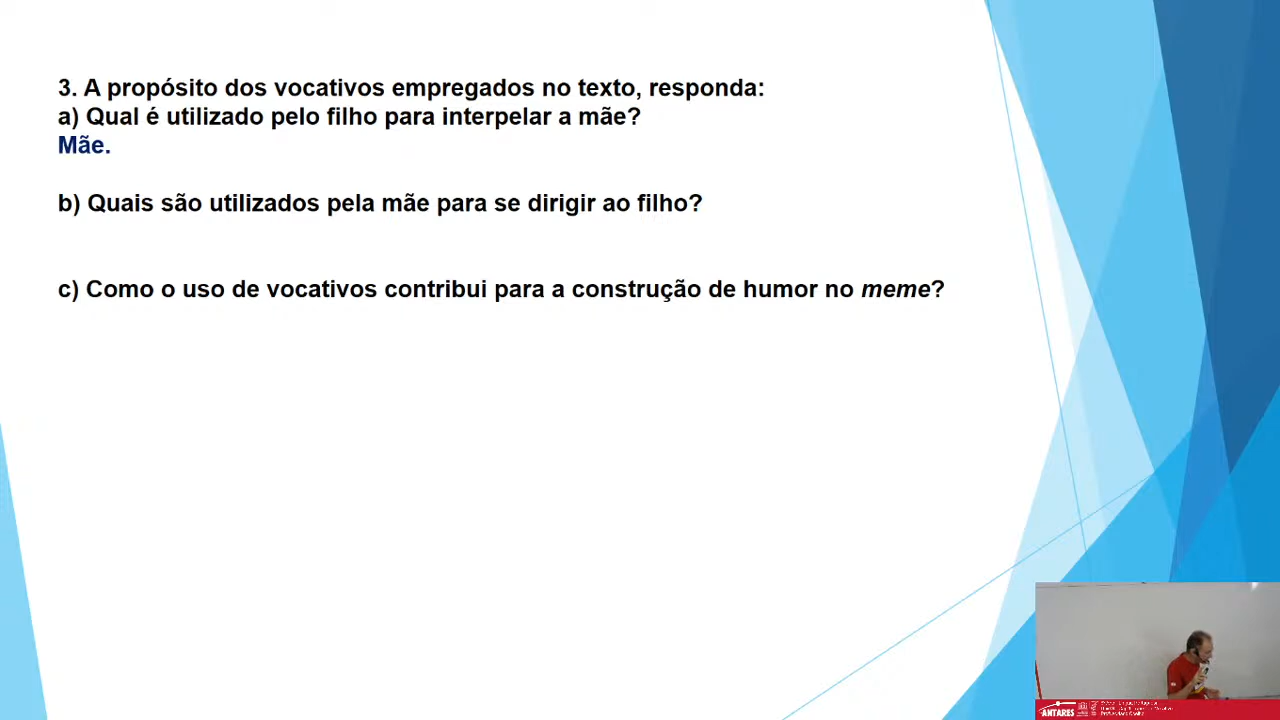 3. A propósito dos vocativos empregados no texto, responda:
a) Qual é utilizado pelo filho para interpelar a mãe?
Mãe.
b) Quais são utilizados pela mãe para se dirigir ao filho?
c) Como o uso de vocativos contribui para a construção de humor no meme?
ANTARES